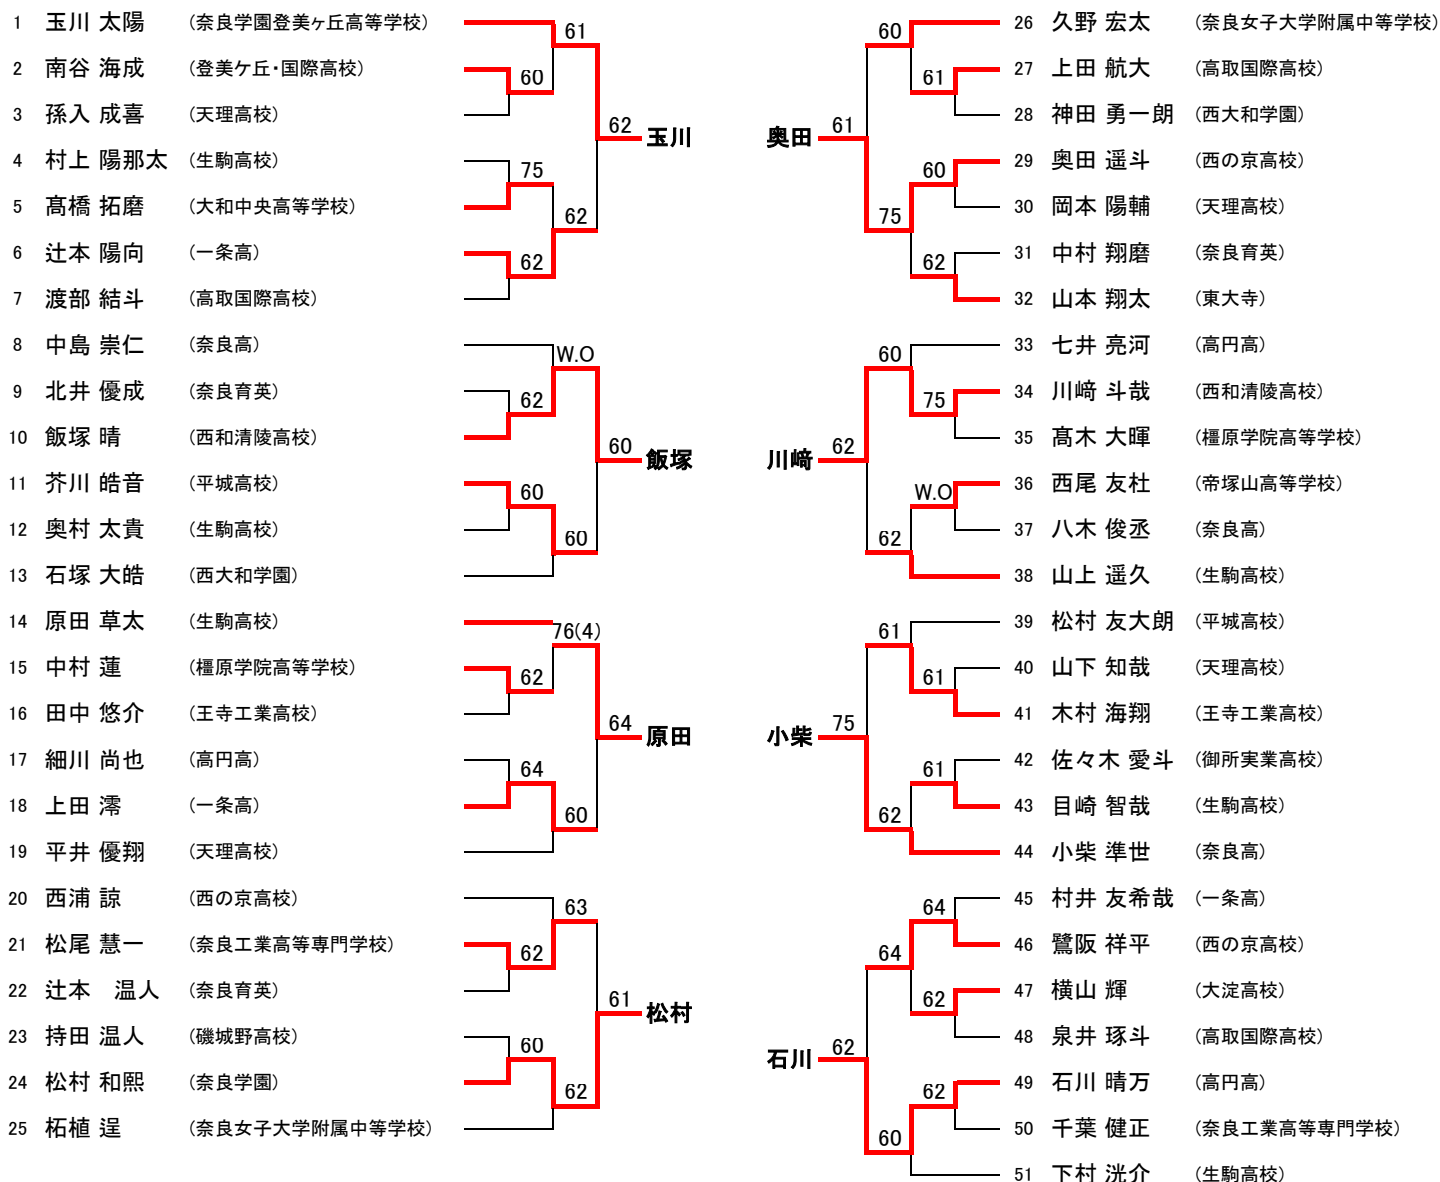 1 玉川 太陽 (奈良学園登美ヶ丘高等学校)
2 南谷 海成 (登美ケ丘・国際高校)
3 孫入 成喜 (天理高校)
4 村上 陽那太 (生駒高校)
5 髙橋 拓磨 (大和中央高等学校)
6 辻本 陽向 (一条高)
7 渡部 結斗 (高取国際高校)
8 中島 崇仁 (奈良高)
9 北井 優成 (奈良育英)
10 飯塚 晴 (西和清陵高校)
11 芥川 皓音 (平城高校)
12 奥村 太貴 (生駒高校)
13 石塚 大皓 (西大和学園)
14 原田 草太 (生駒高校)
15 中村 蓮 (橿原学院高等学校)
16 田中 悠介 (王寺工業高校)
17 細川 尚也 (高円高)
18 上田 澪 (一条高)
19 平井 優翔 (天理高校)
20 西浦 諒 (西の京高校)
21 松尾 慧一 (奈良工業高等専門学校)
22 辻本 温人 (奈良育英)
23 持田 温人 (磯城野高校)
24 松村 和熙 (奈良学園)
25 柘植 逞 (奈良女子大学附属中等学校)
61
60
62 玉川
75
62
62
W.O
62
60 飯塚
60
60
76(4)
62
64 原田
64
60
63
62
61 松村
60
62
60
61
奥田 61
60
75
62
60
75
川﨑 62
W.O
62
61
61
小柴 75
61
62
64
64
62
石川 62
62
60
26 久野 宏太 (奈良女子大学附属中等学校)
27 上田 航大 (高取国際高校)
28 神田 勇一朗 (西大和学園)
29 奥田 遥斗 (西の京高校)
30 岡本 陽輔 (天理高校)
31 中村 翔磨 (奈良育英)
32 山本 翔太 (東大寺)
33 七井 亮河 (高円高)
34 川﨑 斗哉 (西和清陵高校)
35 髙木 大暉 (橿原学院高等学校)
36 西尾 友杜 (帝塚山高等学校)
37 八木 俊丞 (奈良高)
38 山上 遥久 (生駒高校)
39 松村 友大朗 (平城高校)
40 山下 知哉 (天理高校)
41 木村 海翔 (王寺工業高校)
42 佐々木 愛斗 (御所実業高校)
43 目崎 智哉 (生駒高校)
44 小柴 準世 (奈良高)
45 村井 友希哉 (一条高)
46 鷺阪 祥平 (西の京高校)
47 横山 輝 (大淀高校)
48 泉井 琢斗 (高取国際高校)
49 石川 晴万 (高円高)
50 千葉 健正 (奈良工業高等専門学校)
51 下村 洸介 (生駒高校)